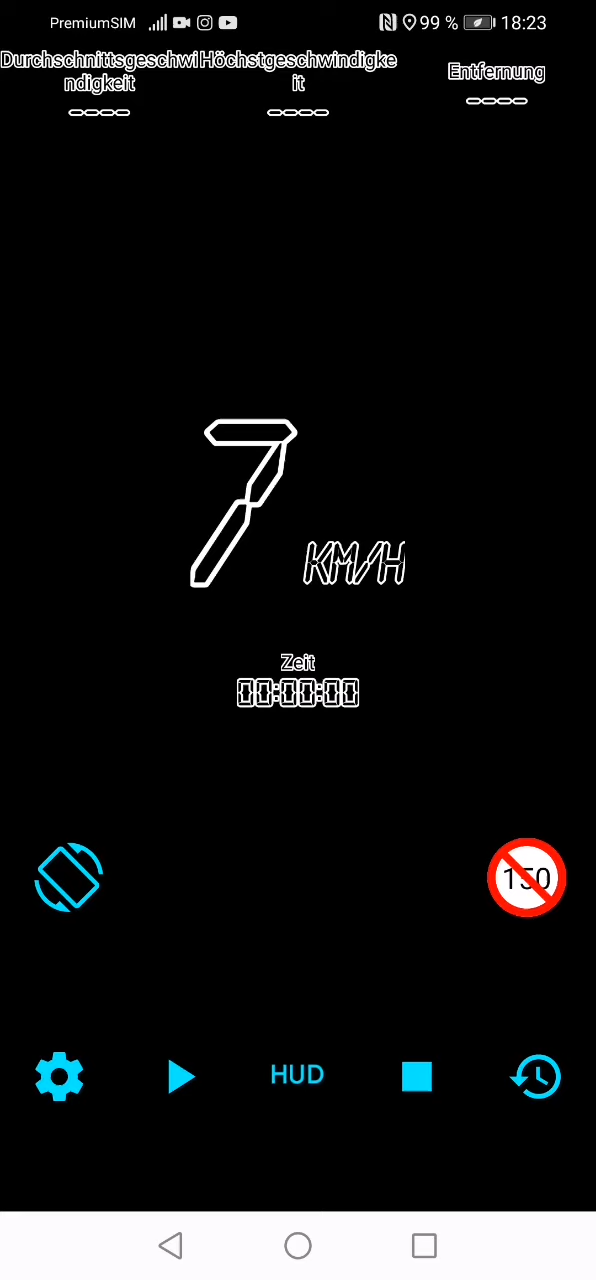 PremiumSIM 99 % 18:23
Durchschnittsgeschwi
ndigkeit
----
Höchstgeschwindigke
it
----
Entfernung
----
7 KM/H
Zeit
00:00:00
150
HUD